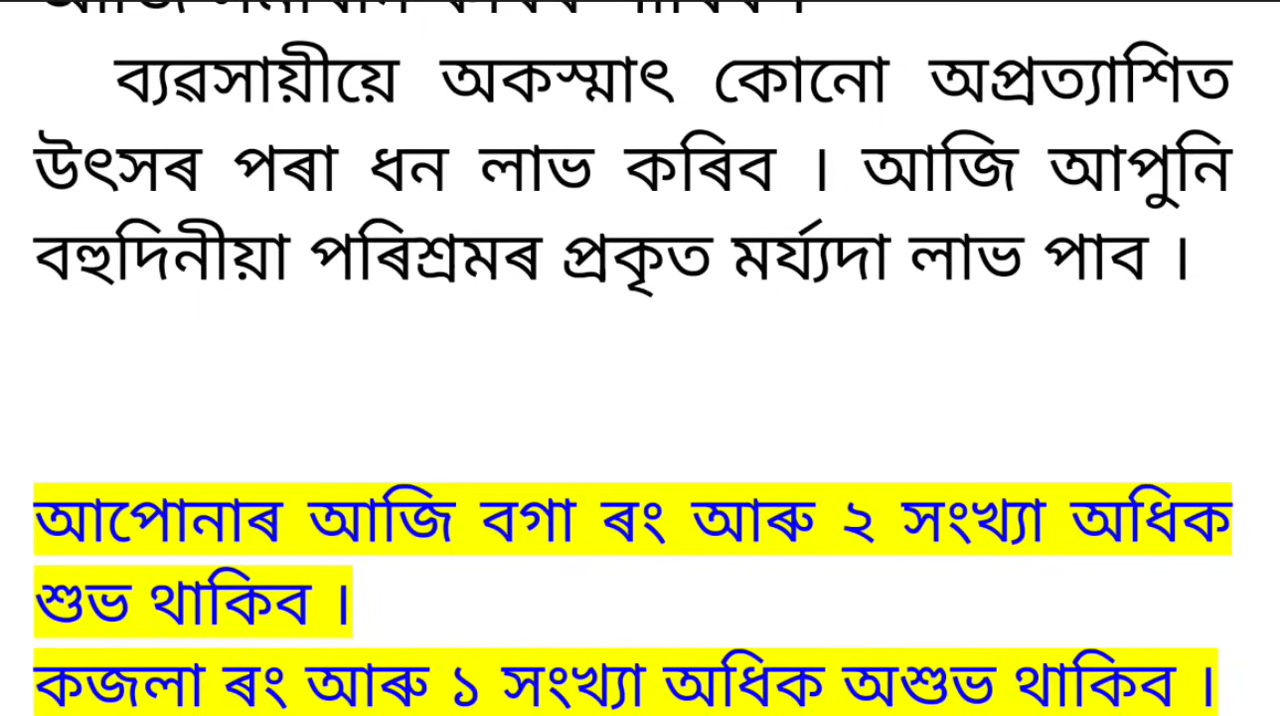 ব্যৱসায়ীয়ে অকস্মাৎ কোনো অপ্ৰত্যাশিত
উৎসৰ পৰা ধন লাভ কৰিব ।  আজি আপুনি
বহুদিনীয়া পৰিশ্ৰমৰ প্ৰকৃত মৰ্য্যদা লাভ পাব ।
আপোনাৰ আজি বগা ৰং আৰু ২ সংখ্যা অধিক
শুভ থাকিব ।
কজলা ৰং আৰু ১ সংখ্যা অধিক অশুভ থাকিব ।